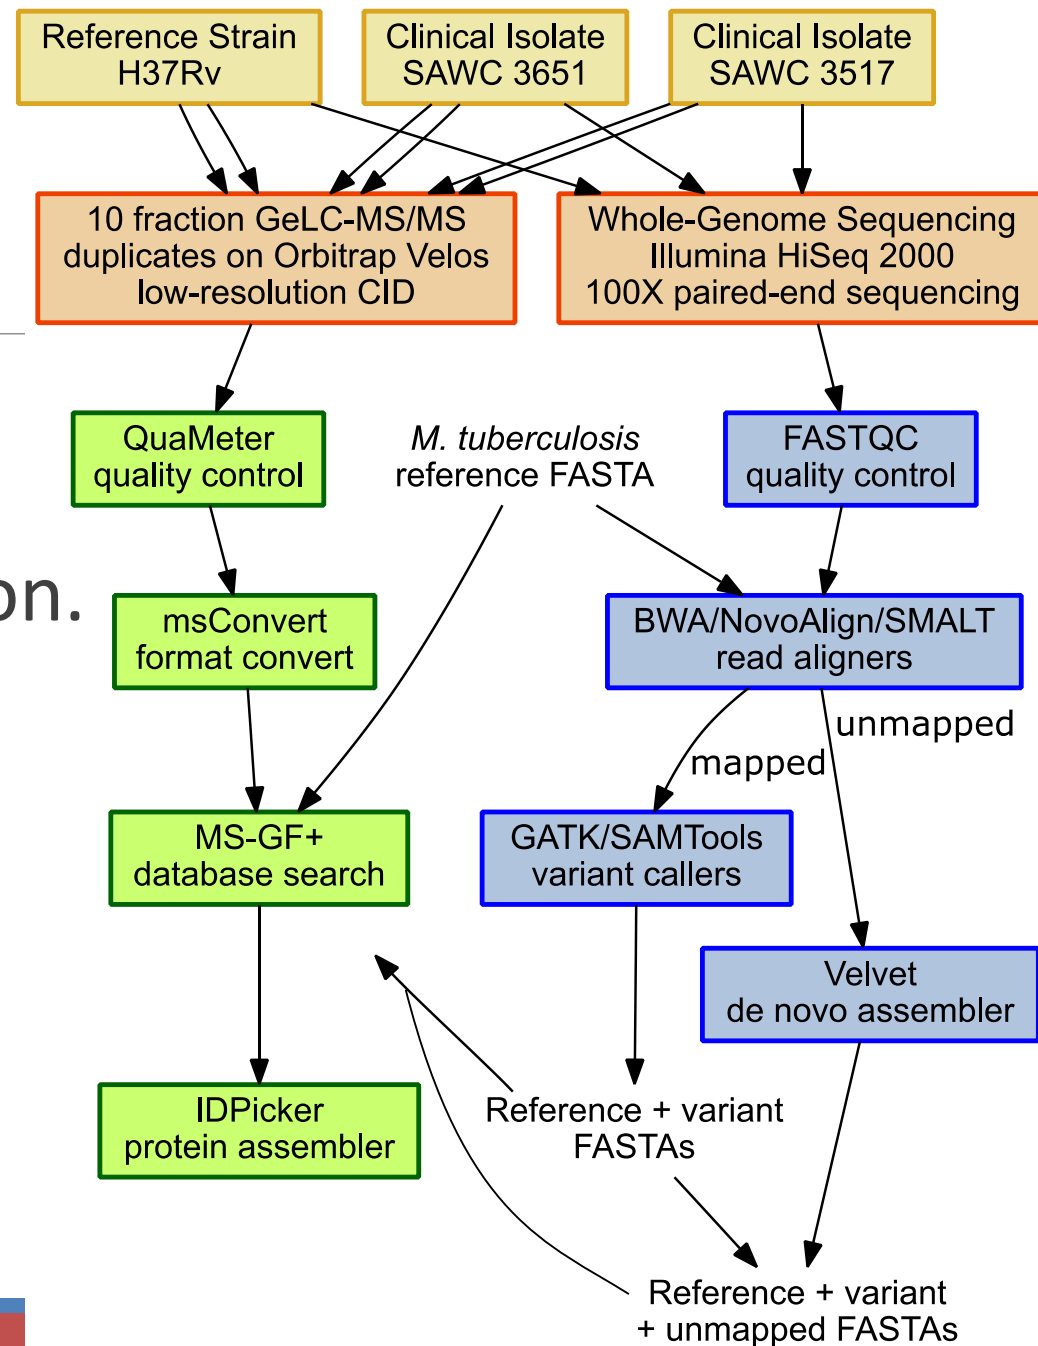 Reference Strain
H37Rv
Clinical Isolate
SAWC 3651
Clinical Isolate
SAWC 3517
10 fraction GeLC-MS/MS
duplicates on Orbitrap Velos
low-resolution CID
Whole-Genome Sequencing
Illumina HiSeq 2000
100X paired-end sequencing
QuaMeter
quality control
M. tuberculosis
reference FASTA
FASTQC
quality control
on.
msConvert
format convert
BWA/NovoAlign/SMALT
read aligners
unmapped
mapped
MS-GF+
database search
GATK/SAMTools
variant callers
Velvet
de novo assembler
IDPicker
protein assembler
Reference + variant
FASTAs
Reference + variant
+ unmapped FASTAs